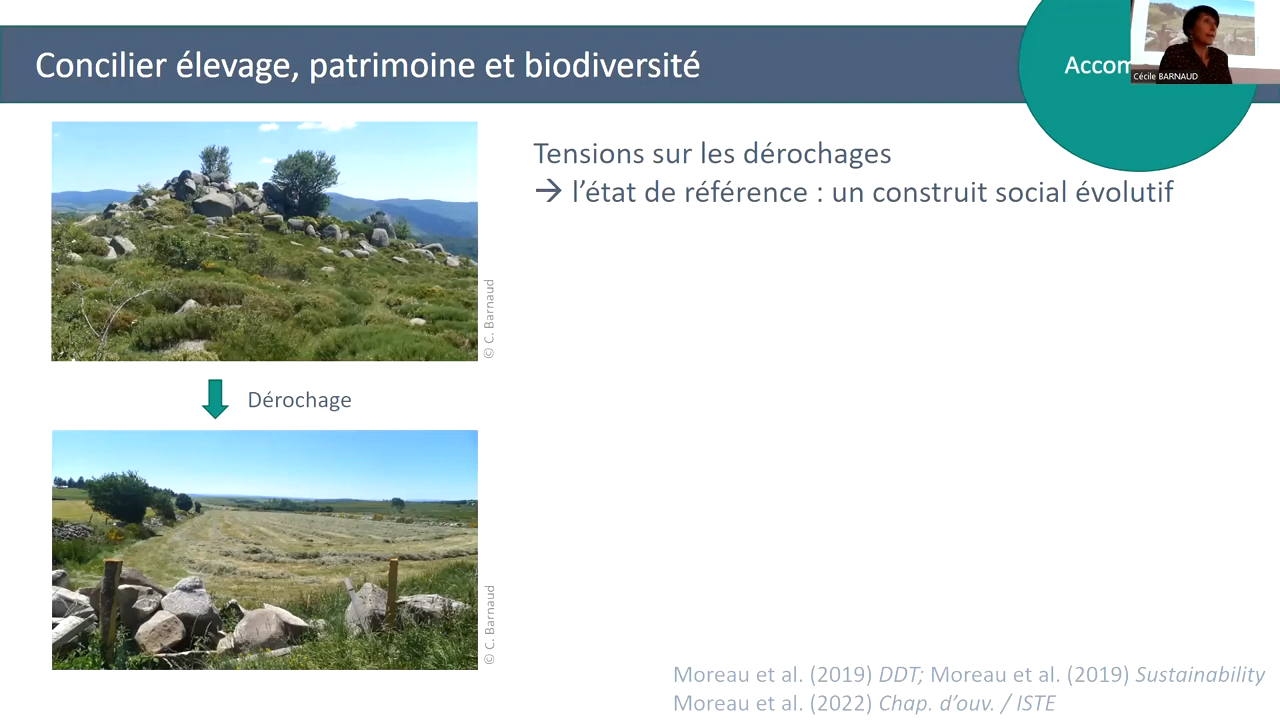 Concilier élevage, patrimoine et biodiversité
Cécile BARNAUD
Tensions sur les dérochages
→ l'état de référence : un construit social évolutif
© C. Barnaud
Dérochage
© C. Barnaud
Moreau et al. (2019) DDT; Moreau et al. (2019) Sustainability
Moreau et al. (2022) Chap. d'ouv. / ISTE